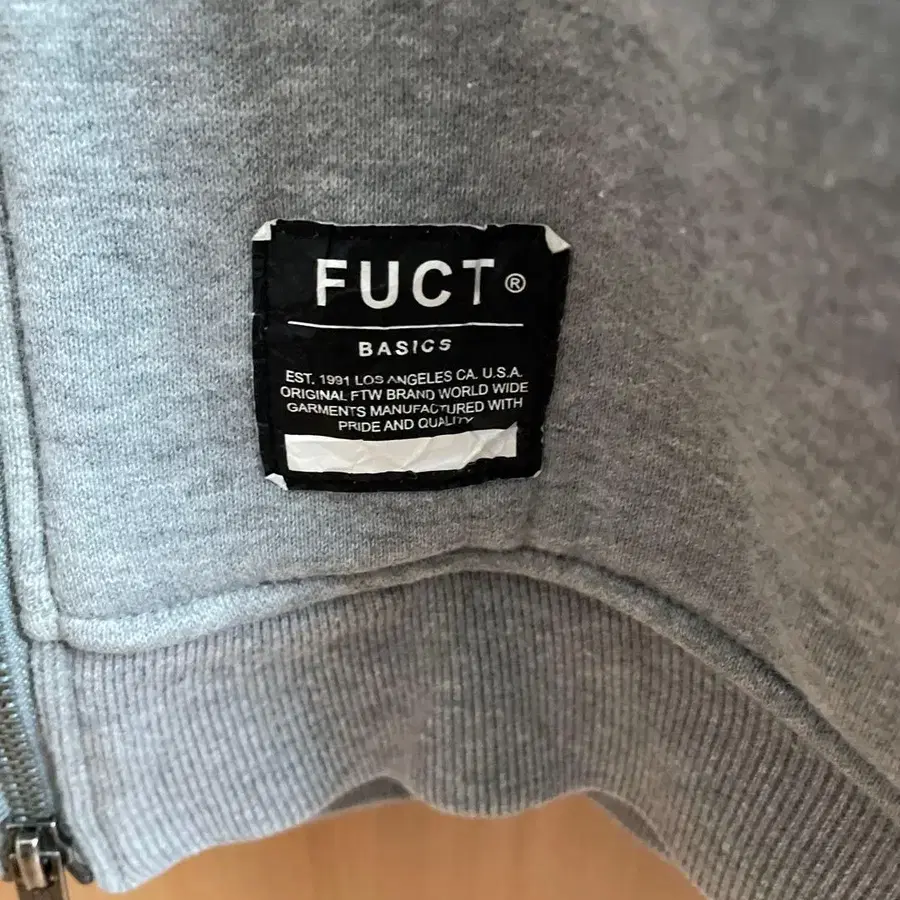 FUCT®
BASICS
EST. 1991 LOS ANGELES CA. U.S.A.
ORIGINAL FTW BRAND WORLD WIDE
GARMENTS MANUFACTURED WITH
PRIDE AND QUALITY